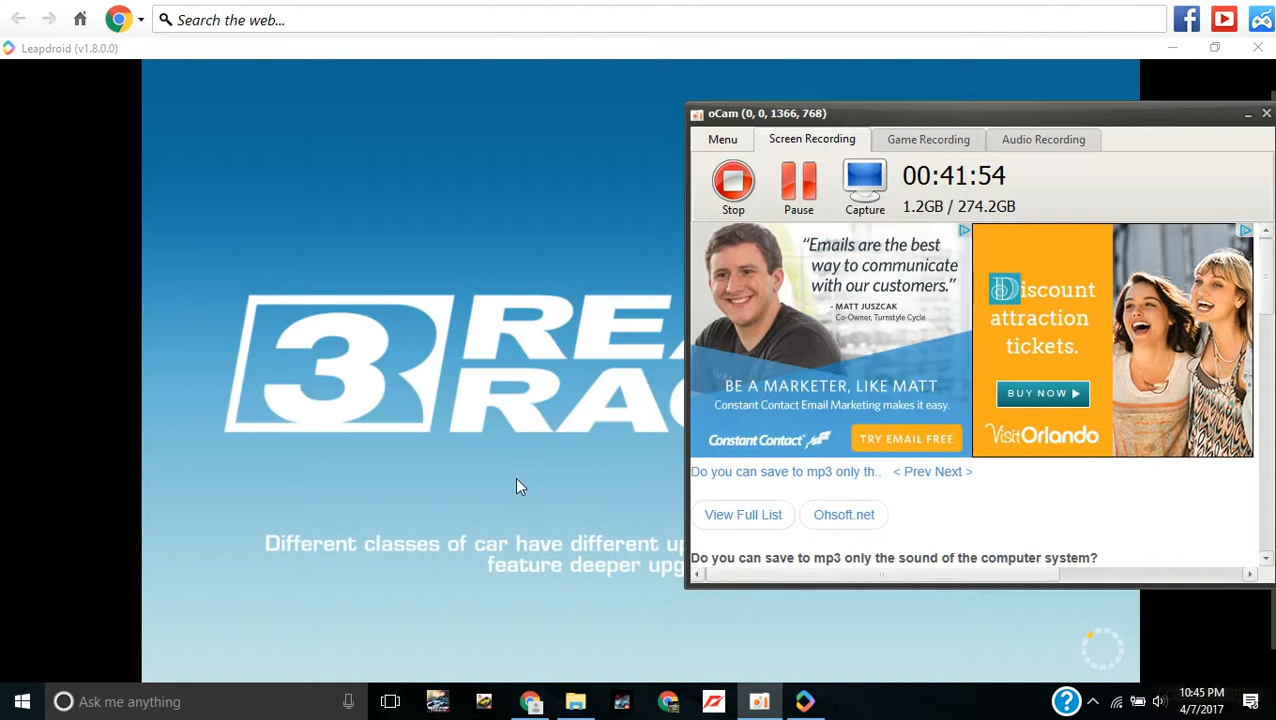 Search the web...
Leapdroid (v1.8.0.0)
oCam (0, 0, 1366, 768)
Menu
Screen Recording
Game Recording
Audio Recording
Stop
Pause
Capture
00:41:54
1.2GB / 274.2GB
"Emails are the best
way to communicate
with our customers."
- MATT JUSZCAK
Co-Owner, Turnstyle Cycle
BE A MARKETER, LIKE MATT
Constant Contact Email Marketing makes it easy.
Constant Contact
TRY EMAIL FREE
Discount
attraction
tickets.
BUY NOW
VisitOrlando
Do you can save to mp3 only th.. < Prev Next >
View Full List
Ohsoft.net
Do you can save to mp3 only the sound of the computer system?
3
REA
RAC
Different classes of car have different up
feature deeper upg
Ask me anything
10:45 PM
4/7/2017